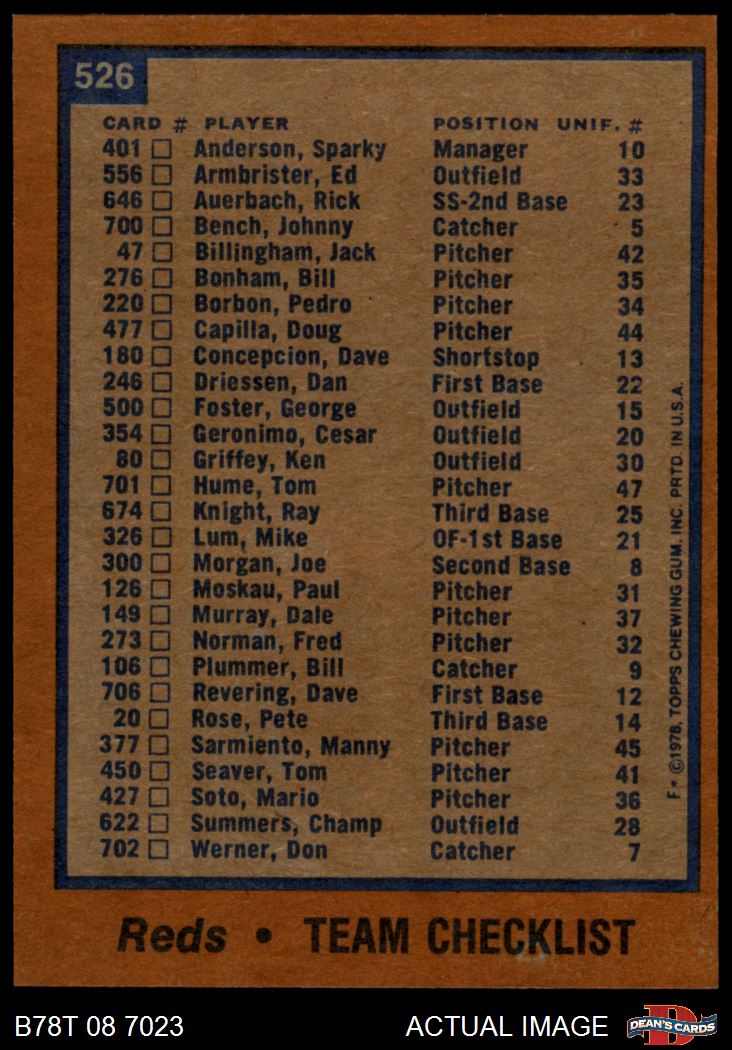 526
CARD # PLAYER POSITION UNIF. #
401 Anderson, Sparky Manager 10
556 Armbrister, Ed Outfield 33
646 Auerbach, Rick SS-2nd Base 23
700 Bench, Johnny Catcher 5
47 Billingham, Jack Pitcher 42
276 Bonham, Bill Pitcher 35
220 Borbon, Pedro Pitcher 34
477 Capilla, Doug Pitcher 44
180 Concepcion, Dave Shortstop 13
246 Driessen, Dan First Base 22
500 Foster, George Outfield 15
354 Geronimo, Cesar Outfield 20
80 Griffey, Ken Outfield 30
701 Hume, Tom Pitcher 47
674 Knight, Ray Third Base 25
326 Lum, Mike OF-1st Base 21
300 Morgan, Joe Second Base 8
126 Moskau, Paul Pitcher 31
149 Murray, Dale Pitcher 37
273 Norman, Fred Pitcher 32
106 Plummer, Bill Catcher 9
706 Revering, Dave First Base 12
20 Rose, Pete Third Base 14
377 Sarmiento, Manny Pitcher 45
450 Seaver, Tom Pitcher 41
427 Soto, Mario Pitcher 36
622 Summers, Champ Outfield 28
702 Werner, Don Catcher 7
F* ©1978, TOPPS CHEWING GUM, INC. PRTD. IN U.S.A.
Reds • TEAM CHECKLIST
B78T 08 7023 ACTUAL IMAGE
D
DEAN'S CARDS